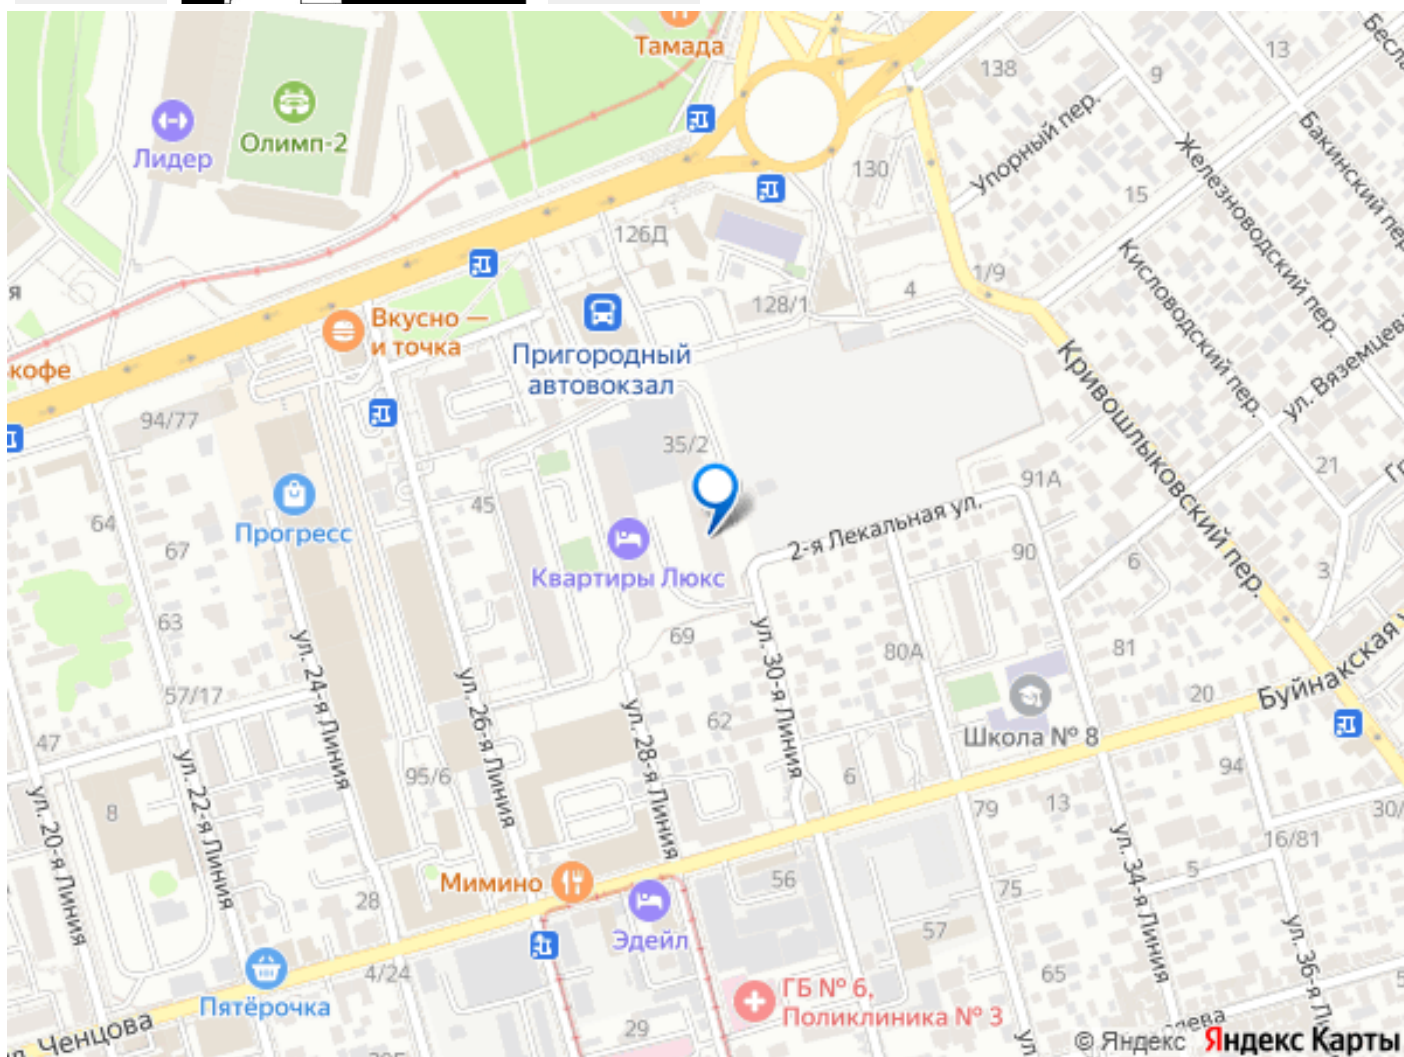 Тамада
138
13
9
Упорный пер.
Бакинский пер.
Железноводский пер.
Лидер
Олимп-2
130
15
126Д
Кисловодский пер.
1/9
4
128/1
Вкусно —
и точка
Пригородный
автовокзал
кофе
ул. Вяземцева
Кривошлыковский пер.
94/77
35/2
21
91А
45
Прогресс
64
67
2-я Лекальная ул.
90
6
3
Квартиры Люкс
63
69
80А
81
ул. 24-я Линия
ул. 26-я Линия
ул. 28-я Линия
ул. 30-я Линия
57/17
62
20
Буйнакская
Школа № 8
47
95/6
6
94
ул. 20-я Линия
ул. 22-я Линия
8
79
13
30/
16/81
ул. 34-я Линия
5
Мимино
56
75
28
Эдейл
57
ул. 36-я Л
4/24
65
Пятёрочка
ГБ № 6,
Поликлиника № 3
Ченцова
29
ул
© Яндекс Яндекс Карты